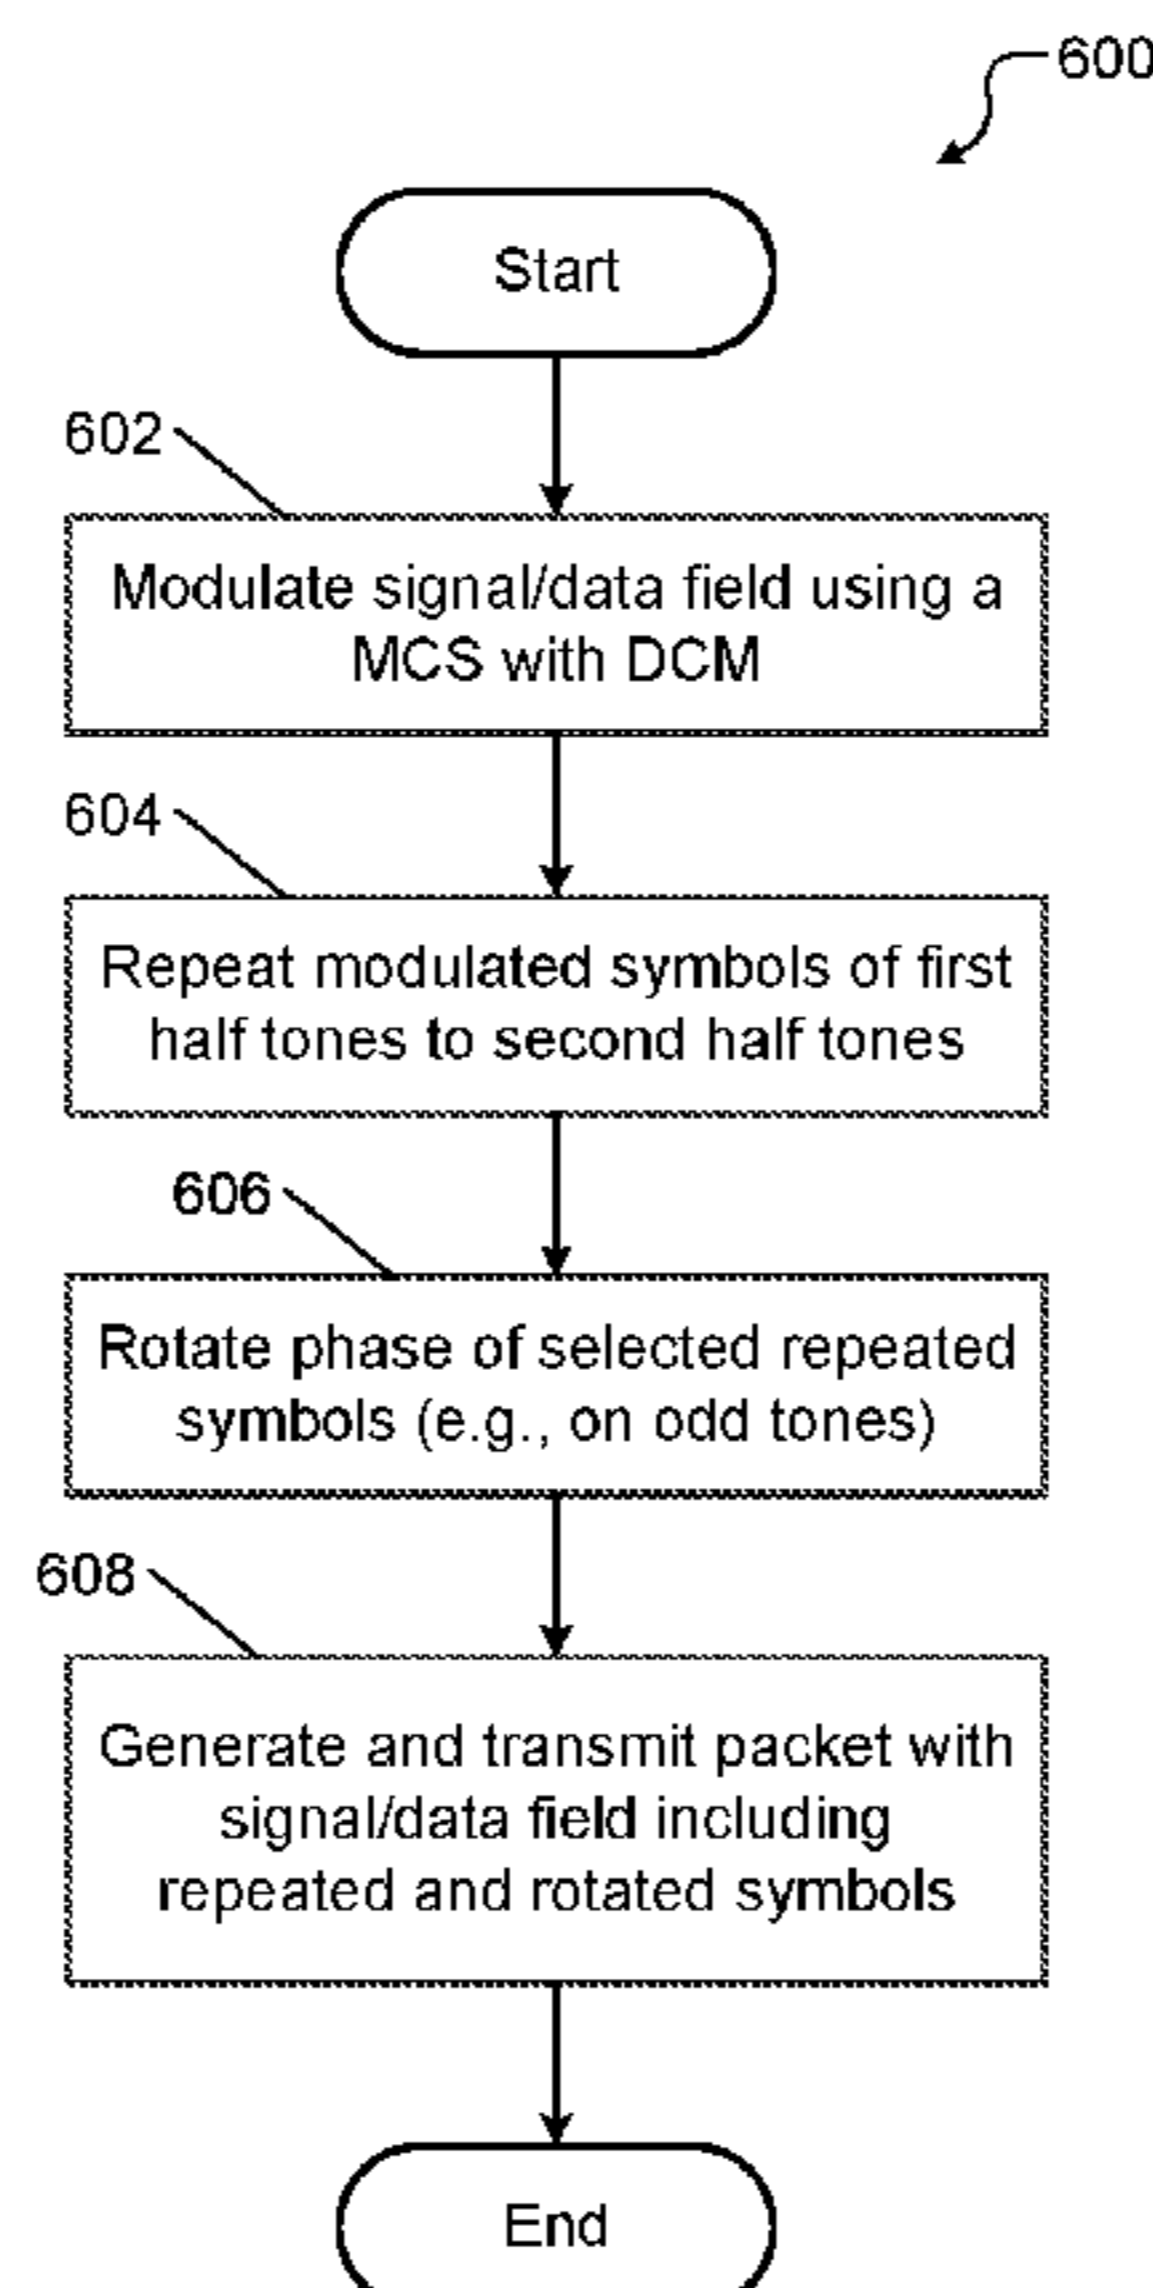 600
Start
602
Modulate signal/data field using a
MCS with DCM
604
Repeat modulated symbols of first
half tones to second half tones
606
Rotate phase of selected repeated
symbols (e.g., on odd tones)
608
Generate and transmit packet with
signal/data field including
repeated and rotated symbols
End